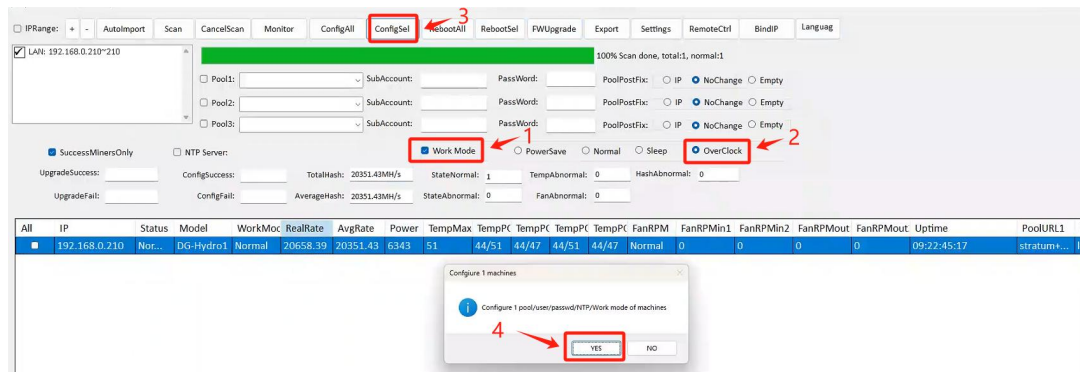 3
IPRange: + - AutoImport Scan CancelScan Monitor ConfigAll ConfigSel RebootAll RebootSel FWUpgrade Export Settings RemoteCtrl BindIP Languag
LAN: 192.168.0.210~210
100% Scan done, total:1, normal:1
Pool1: SubAccount: PassWord: PoolPostFix: IP NoChange Empty
Pool2: SubAccount: PassWord: PoolPostFix: IP NoChange Empty
Pool3: SubAccount: PassWord: PoolPostFix: IP NoChange Empty
1
2
SuccessMinersOnly NTP Server: Work Mode PowerSave Normal Sleep OverClock
UpgradeSuccess: ConfigSuccess: TotalHash: 20351.43MH/s StateNormal: 1 TempAbnormal: 0 HashAbnormal: 0
UpgradeFail: ConfigFail: AverageHash: 20351.43MH/s StateAbnormal: 0 FanAbnormal: 0
All IP Status Model WorkMoc RealRate AvgRate Power TempMax TempP( TempP( TempP( TempP( FanRPM FanRPMin1 FanRPMin2 FanRPMout FanRPMout Uptime PoolURL1
192.168.0.210 Nor... DG-Hydro1 Normal 20658.39 20351.43 6343 51 44/51 44/47 44/51 44/47 Normal 0 0 0 0 09:22:45:17 stratum+...
Confgiure 1 machines
Configure 1 pool/user/passwd/NTP/Work mode of machines
4
YES NO